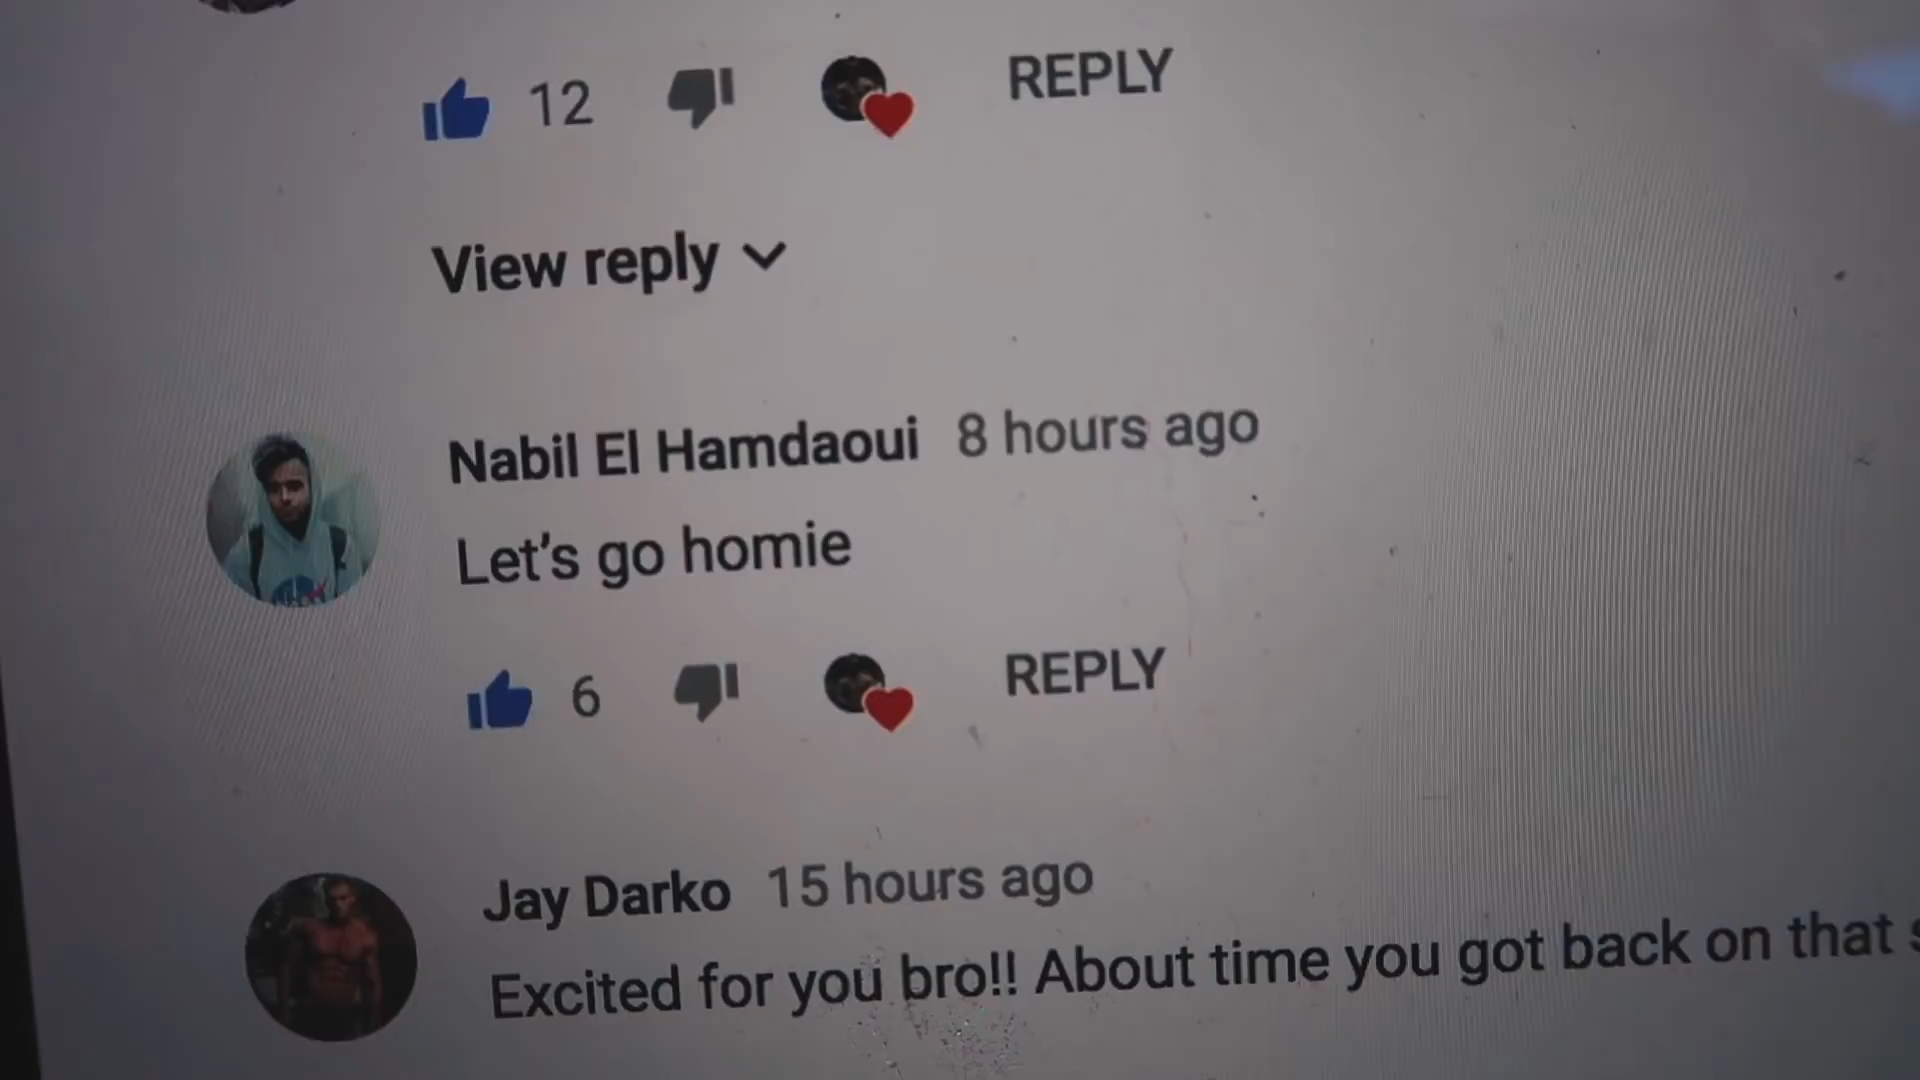 12 REPLY
View reply
Nabil El Hamdaoui 8 hours ago
Let's go homie
6 REPLY
Jay Darko 15 hours ago
Excited for you bro!! About time you got back on that